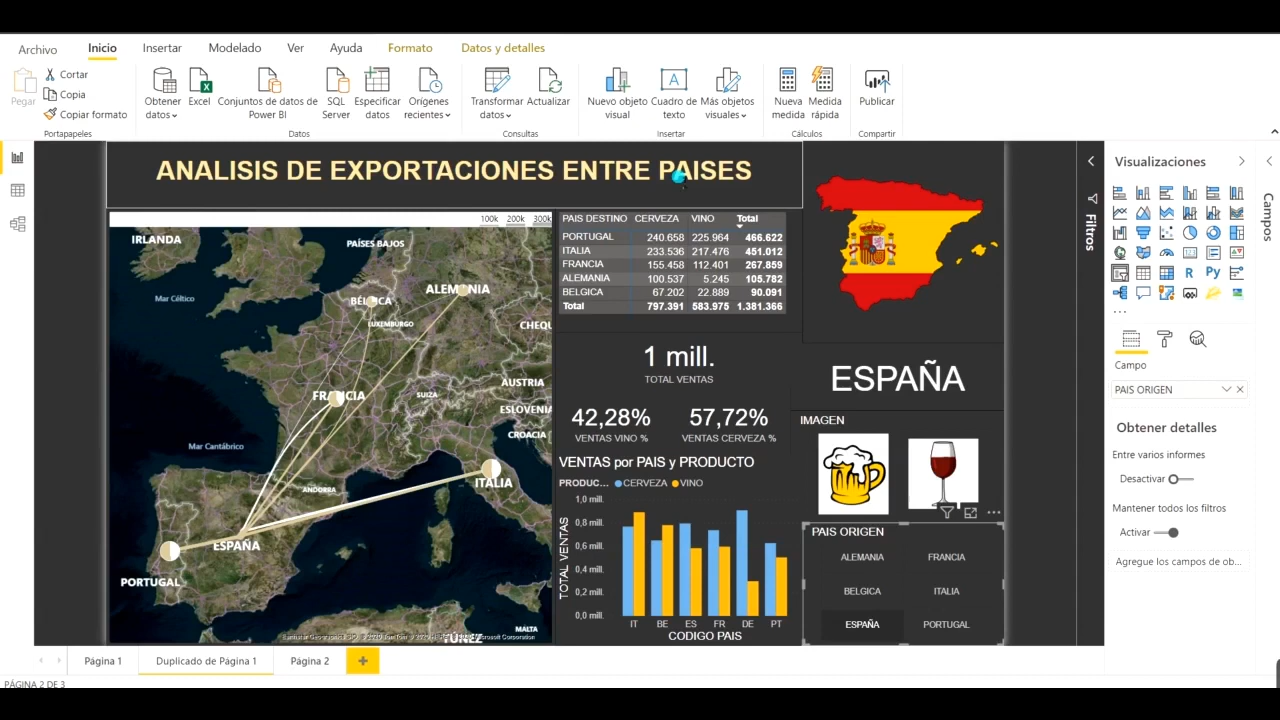 Archivo Inicio Insertar Modelado Ver Ayuda Formato Datos y detalles
Pegar
Cortar
Copia
Copiar formato
Portapapeles
Obtener datos
Excel
Conjuntos de datos de Power BI
SQL Server
Especificar datos
Orígenes recientes
Datos
Transformar datos
Actualizar
Consultas
Nuevo objeto visual
Cuadro de texto
Más objetos visuales
Insertar
Nueva medida
Medida rápida
Cálculos
Publicar
Compartir
ANALISIS DE EXPORTACIONES ENTRE PAISES
100k 200k 300k
IRLANDA
PAÍSES BAJOS
Mar Céltico
BÉLGICA
ALEMANIA
LUXEMBURGO
CHEQU
FRANCIA
SUIZA
AUSTRIA
ESLOVENIA
CROACIA
Mar Cantábrico
ANDORRA
ITALIA
ESPAÑA
PORTUGAL
MALTA
TÚNEZ
PAIS DESTINO CERVEZA VINO Total
PORTUGAL 240.658 225.964 466.622
ITALIA 233.536 217.476 451.012
FRANCIA 155.458 112.401 267.859
ALEMANIA 100.537 5.245 105.782
BELGICA 67.202 22.889 90.091
Total 797.391 583.975 1.381.366
1 mill.
TOTAL VENTAS
42,28% 57,72%
VENTAS VINO % VENTAS CERVEZA %
VENTAS por PAIS y PRODUCTO
PRODUC... CERVEZA VINO
TOTAL VENTAS
1,0 mill.
0,8 mill.
0,6 mill.
0,4 mill.
0,2 mill.
0,0 mill.
IT BE ES FR DE PT
CODIGO PAIS
ESPAÑA
IMAGEN
PAIS ORIGEN
ALEMANIA FRANCIA
BELGICA ITALIA
ESPAÑA PORTUGAL
Filtros
Visualizaciones
R Py
...
Campo
PAIS ORIGEN
Obtener detalles
Entre varios informes
Desactivar
Mantener todos los filtros
Activar
Agregue los campos de ob...
Campos
Página 1 Duplicado de Página 1 Página 2 +
PÁGINA 2 DE 3